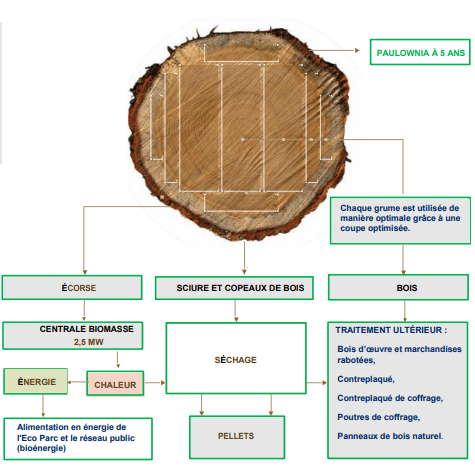 PAULOWNIA À 5 ANS
Chaque grume est utilisée de
manière optimale grâce à une
coupe optimisée.
ÉCORSE
SCIURE ET COPEAUX DE BOIS
BOIS
CENTRALE BIOMASSE
2,5 MW
SÉCHAGE
TRAITEMENT ULTÉRIEUR :
Bois d'œuvre et marchandises
rabotées,
Contreplaqué,
Contreplaqué de coffrage,
Poutres de coffrage,
Panneaux de bois naturel.
ÉNERGIE
CHALEUR
Alimentation en énergie de
l'Eco Parc et le réseau public
(bioénergie)
PELLETS